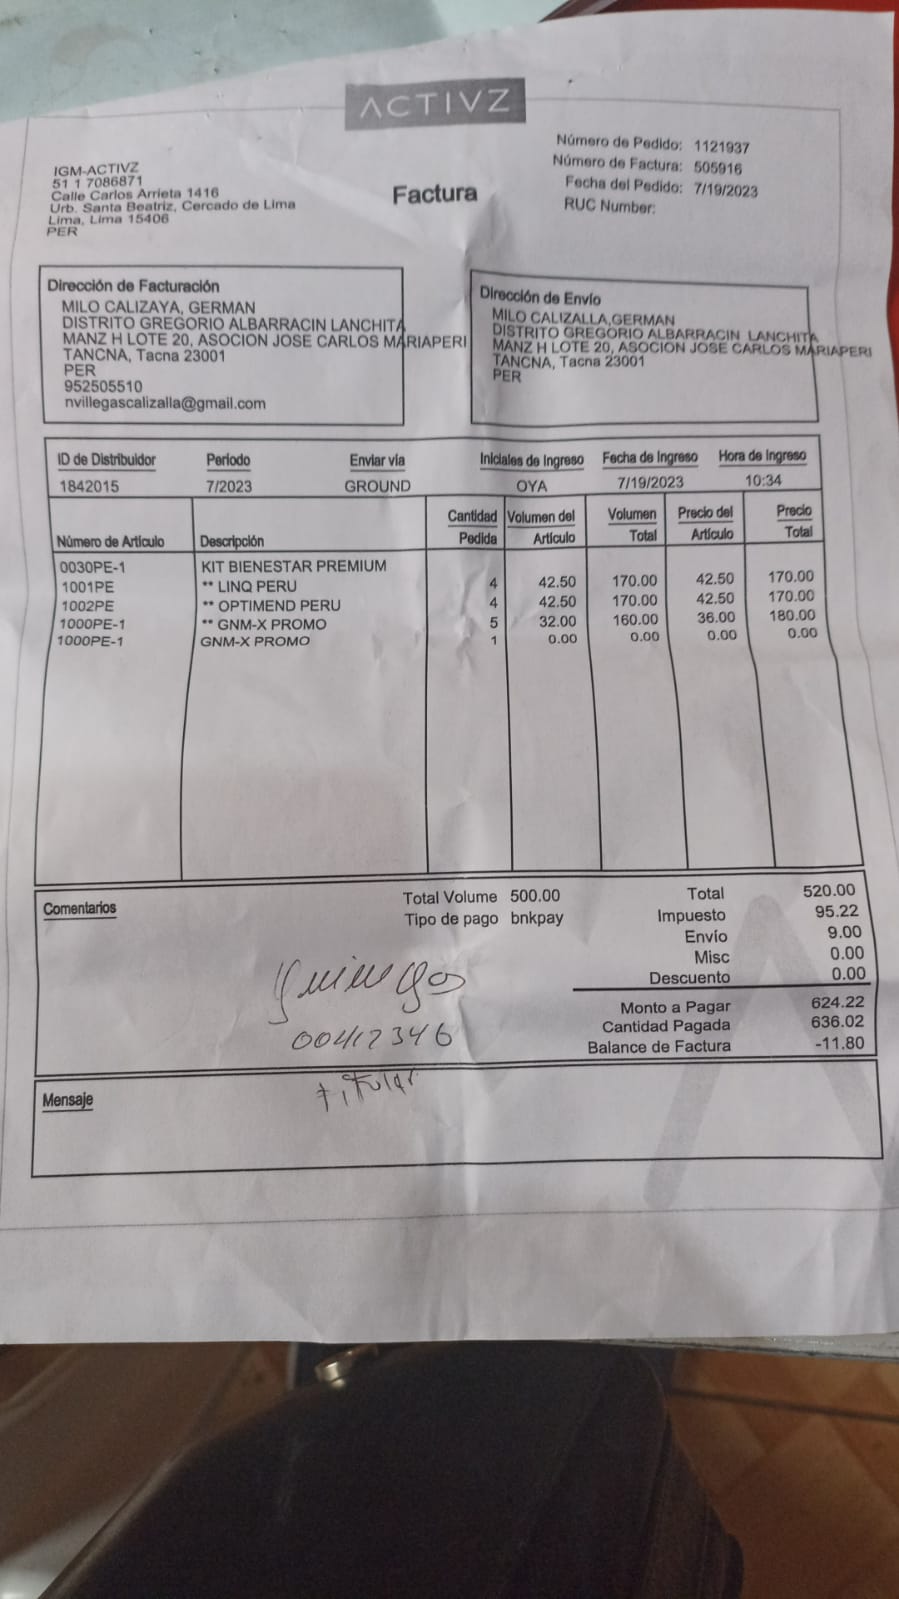 ACTIVZ
IGM-ACTIVZ
51 1 7086871
Calle Carlos Arrieta 1416
Urb. Santa Beatriz, Cercado de Lima
Lima, Lima 15406
PER
Factura
Número de Pedido: 1121937
Número de Factura: 505916
Fecha del Pedido: 7/19/2023
RUC Number:
Dirección de Facturación
MILO CALIZAYA, GERMAN
DISTRITO GREGORIO ALBARRACIN LANCHITA
MANZ H LOTE 20, ASOCION JOSE CARLOS MARIAPERI
TANCNA, Tacna 23001
PER
952505510
nvillegascalizalla@gmail.com
Dirección de Envío
MILO CALIZALLA,GERMAN
DISTRITO GREGORIO ALBARRACIN LANCHITA
MANZ H LOTE 20, ASOCION JOSE CARLOS MARIAPERI
TANCNA, Tacna 23001
PER
ID de Distribuidor Periodo Enviar via Iniciales de Ingreso Fecha de Ingreso Hora de Ingreso
1842015 7/2023 GROUND OYA 7/19/2023 10:34
Número de Artículo Descripción Cantidad Pedida Volumen del Artículo Volumen Total Precio del Artículo Precio Total
0030PE-1 KIT BIENESTAR PREMIUM
1001PE ** LINQ PERU 4 42.50 170.00 42.50 170.00
1002PE ** OPTIMEND PERU 4 42.50 170.00 42.50 170.00
1000PE-1 ** GNM-X PROMO 5 32.00 160.00 36.00 180.00
1000PE-1 GNM-X PROMO 1 0.00 0.00 0.00 0.00
Comentarios
Total Volume 500.00
Tipo de pago bnkpay
Total 520.00
Impuesto 95.22
Envío 9.00
Misc 0.00
Descuento 0.00
Monto a Pagar 624.22
Cantidad Pagada 636.02
Balance de Factura -11.80
00412346
titular
Mensaje